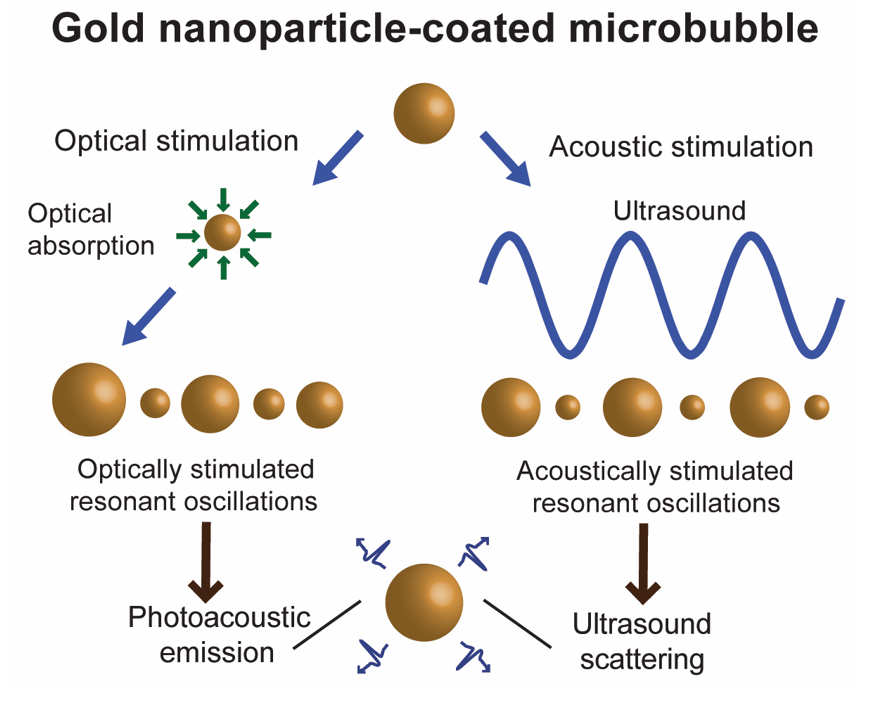 Gold nanoparticle-coated microbubble
Optical stimulation
Acoustic stimulation
Optical
absorption
Ultrasound
Optically stimulated
resonant oscillations
Acoustically stimulated
resonant oscillations
Photoacoustic
emission
Ultrasound
scattering